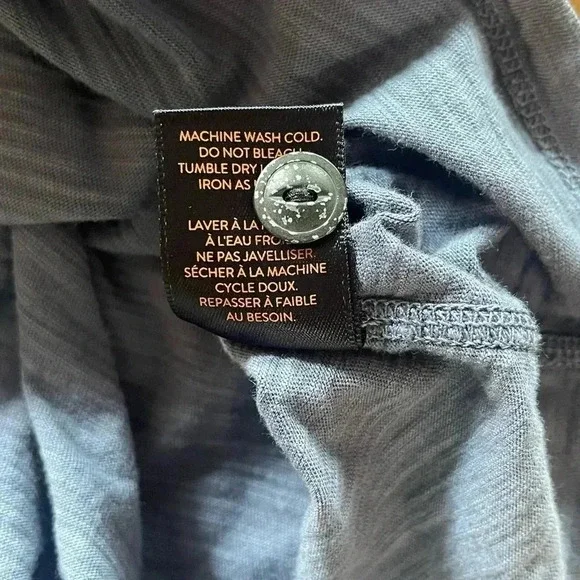 MACHINE WASH COLD.
DO NOT BLEACH
TUMBLE DRY
IRON AS
LAVER À LA
À L'EAU
NE PAS JAVELLISER.
SÉCHER À LA MACHINE
CYCLE DOUX.
REPASSER À FAIBLE
AU BESOIN.